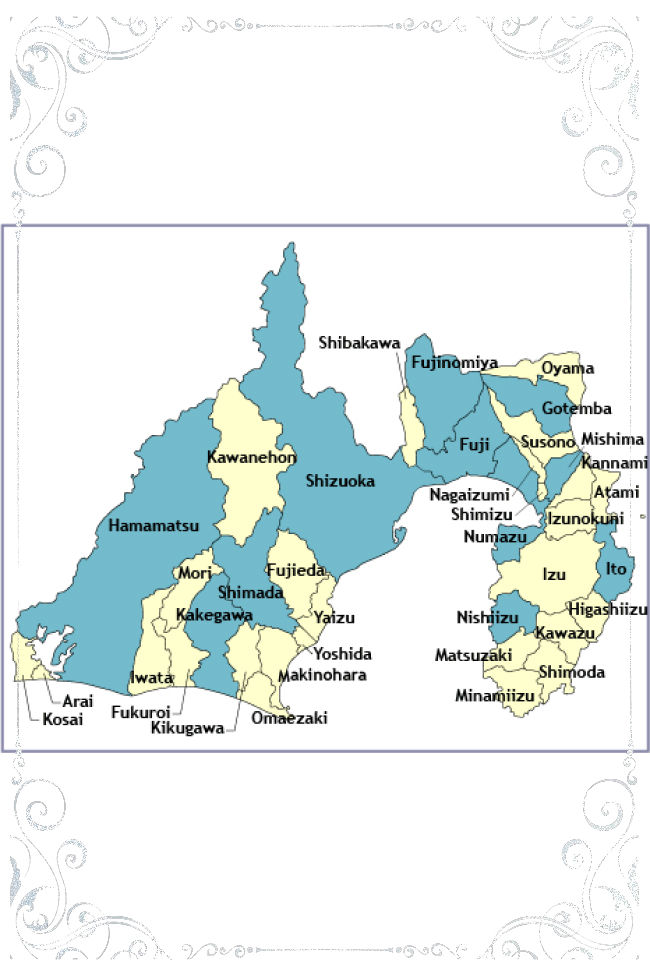 Shibakawa
Fujinomiya
Oyama
Gotemba
Fuji
Susono
Mishima
Kannami
Kawanehon
Shizuoka
Nagaizumi
Atami
Shimizu
Izunokuni
Hamamatsu
Numazu
Mori
Fujieda
Izu
Ito
Shimada
Kakegawa
Yaizu
Nishiizu
Higashiizu
Kawazu
Yoshida
Matsuzaki
Iwata
Makinohara
Shimoda
Arai
Minamiizu
Kosai
Fukuroi
Omaezaki
Kikugawa